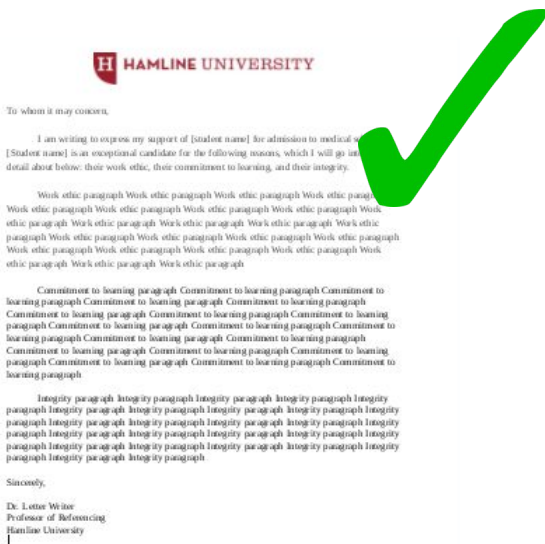 H HAMLINE UNIVERSITY
To whom it may concern,
I am writing to express my support of [student name] for admission to medical
[Student name] is an exceptional candidate for the following reasons, which I will go
detail about below: their work ethic, their commitment to learning, and their integrity.
Work ethic paragraph Work ethic paragraph Work ethic paragraph Work ethic
Work ethic paragraph Work ethic paragraph Work ethic paragraph Work ethic paragraph Work
ethic paragraph Work ethic paragraph Work ethic paragraph Work ethic paragraph Work ethic
paragraph Work ethic paragraph Work ethic paragraph Work ethic paragraph Work ethic paragraph
Work ethic paragraph Work ethic paragraph Work ethic paragraph Work ethic paragraph Work
ethic paragraph Work ethic paragraph Work ethic paragraph
Commitment to learning paragraph Commitment to learning paragraph Commitment to
learning paragraph Commitment to learning paragraph Commitment to learning paragraph
Commitment to learning paragraph Commitment to learning paragraph Commitment to learning
paragraph Commitment to learning paragraph Commitment to learning paragraph Commitment to
learning paragraph Commitment to learning paragraph Commitment to learning paragraph
Commitment to learning paragraph Commitment to learning paragraph Commitment to learning
paragraph Commitment to learning paragraph Commitment to learning paragraph Commitment to
learning paragraph
Integrity paragraph Integrity paragraph Integrity paragraph Integrity paragraph Integrity
paragraph Integrity paragraph Integrity paragraph Integrity paragraph Integrity paragraph Integrity
paragraph Integrity paragraph Integrity paragraph Integrity paragraph Integrity paragraph Integrity
paragraph Integrity paragraph Integrity paragraph Integrity paragraph Integrity paragraph Integrity
paragraph Integrity paragraph Integrity paragraph Integrity paragraph Integrity paragraph Integrity
paragraph Integrity paragraph Integrity paragraph
Sincerely,
Dr. Letter Writer
Professor of Referencing
Hamline University